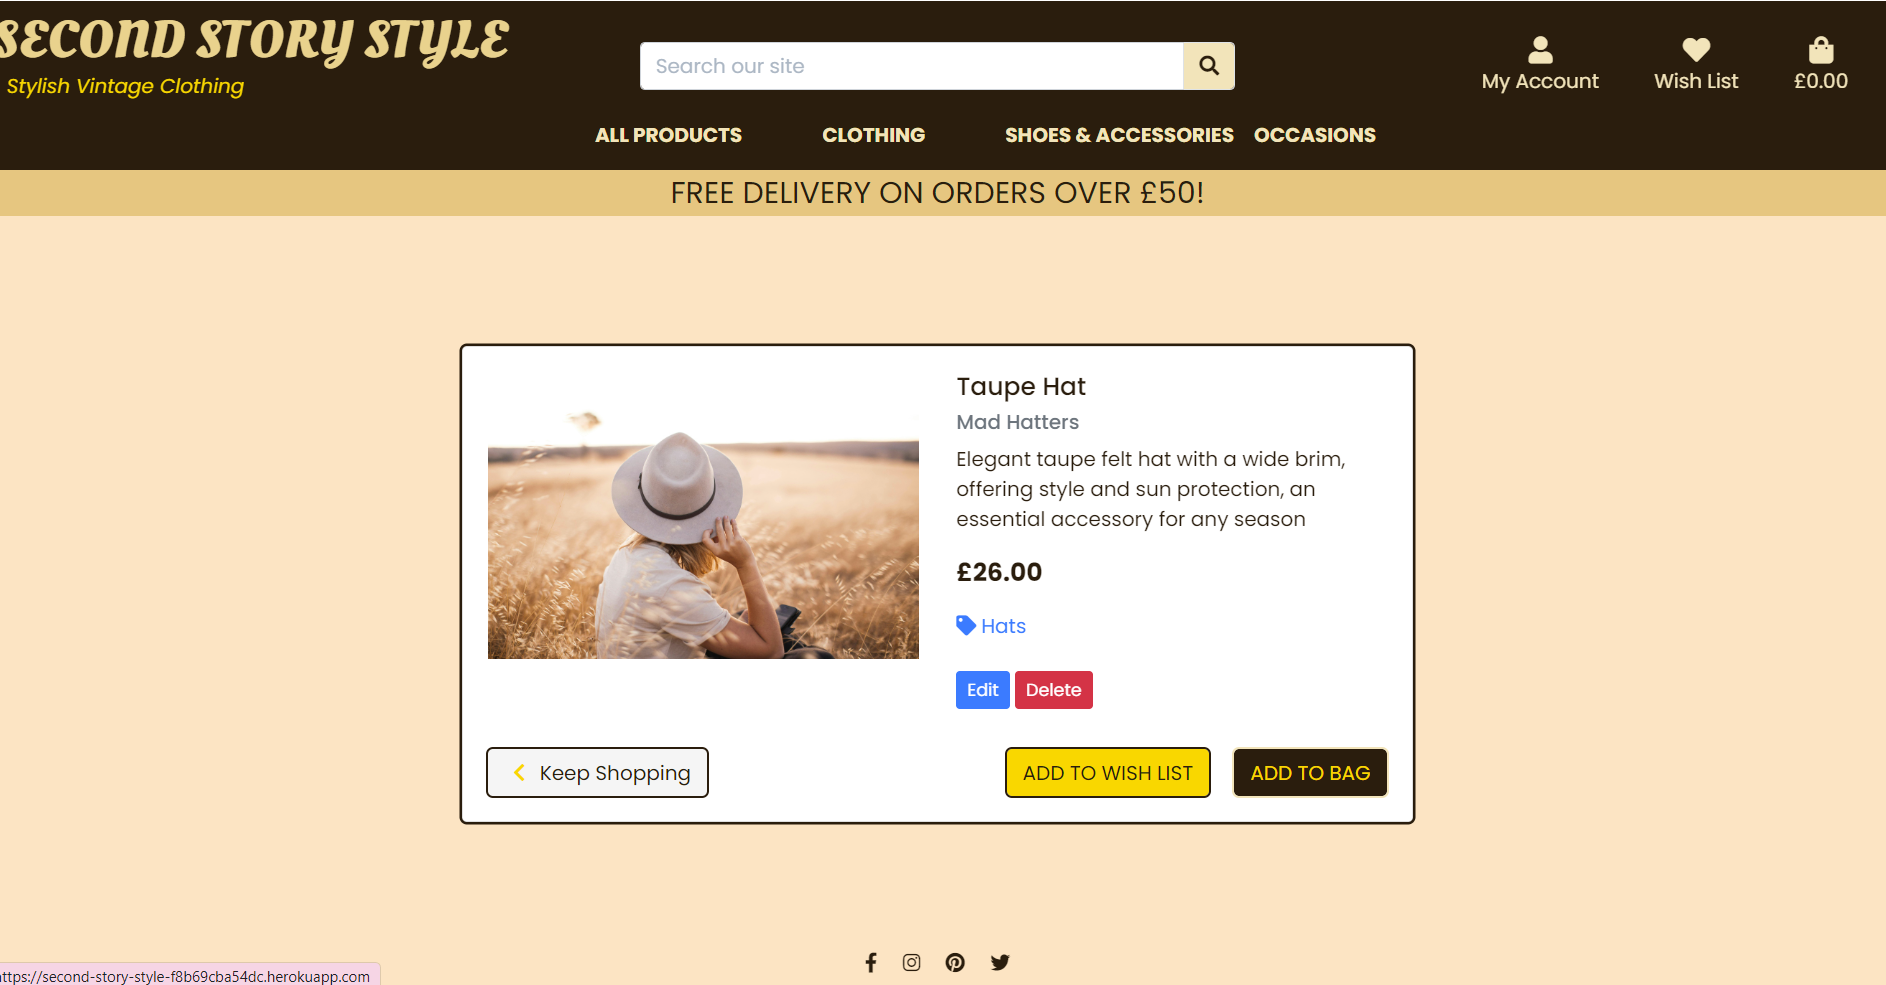 SECOND STORY STYLE
Stylish Vintage Clothing
Search our site
My Account
Wish List
£0.00
ALL PRODUCTS
CLOTHING
SHOES & ACCESSORIES
OCCASIONS
FREE DELIVERY ON ORDERS OVER £50!
Taupe Hat
Mad Hatters
Elegant taupe felt hat with a wide brim,
offering style and sun protection, an
essential accessory for any season
£26.00
Hats
Edit
Delete
Keep Shopping
ADD TO WISH LIST
ADD TO BAG
https://second-story-style-f8b69cba54dc.herokuapp.com